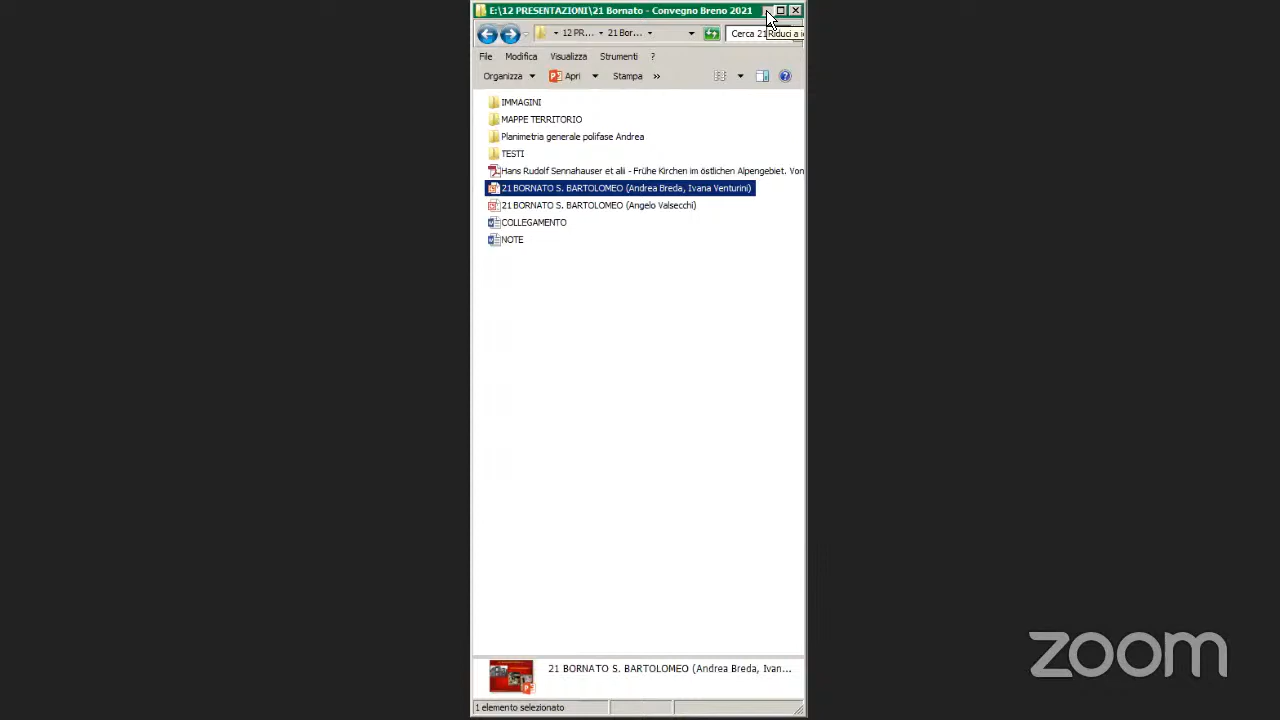 E:\12 PRESENTAZIONI\21 Bornato - Convegno Breno 2021
12 PR... 21 Bor... Cerca 21
Riduci a i
File Modifica Visualizza Strumenti ?
Organizza Apri Stampa »
IMMAGINI
MAPPE TERRITORIO
Planimetria generale polifase Andrea
TESTI
Hans Rudolf Sennahauser et alii - Frühe Kirchen im östlichen Alpengebiet. Von
21 BORNATO S. BARTOLOMEO (Andrea Breda, Ivana Venturini)
21 BORNATO S. BARTOLOMEO (Angelo Valsecchi)
COLLEGAMENTO
NOTE
21 BORNATO S. BARTOLOMEO (Andrea Breda, Ivan...
1 elemento selezionato
zoom